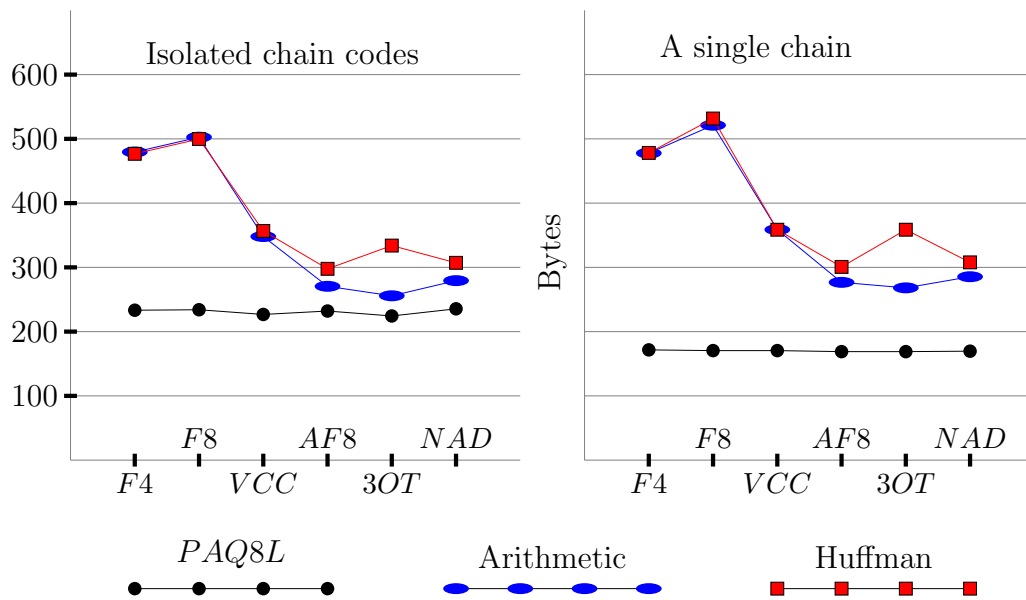 Isolated chain codes
600
500
400
300
200
100
F8 AF8 NAD
F4 VCC 3OT
A single chain
Bytes
F8 AF8 NAD
F4 VCC 3OT
PAQ8L
Arithmetic
Huffman